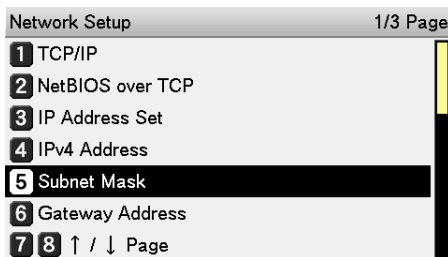 Network Setup 1/3 Page
1 TCP/IP
2 NetBIOS over TCP
3 IP Address Set
4 IPv4 Address
5 Subnet Mask
6 Gateway Address
7 8 ↑ / ↓ Page